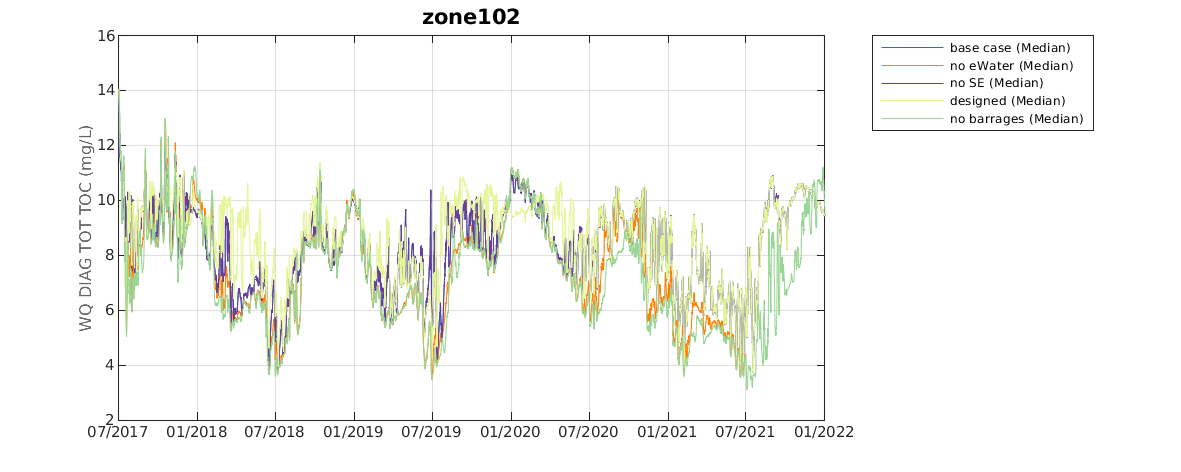 zone102
16
14
12
10
8
6
4
2
WQ DIAG TOT TOC (mg/L)
07/2017 01/2018 07/2018 01/2019 07/2019 01/2020 07/2020 01/2021 07/2021 01/2022
base case (Median)
no eWater (Median)
no SE (Median)
designed (Median)
no barrages (Median)